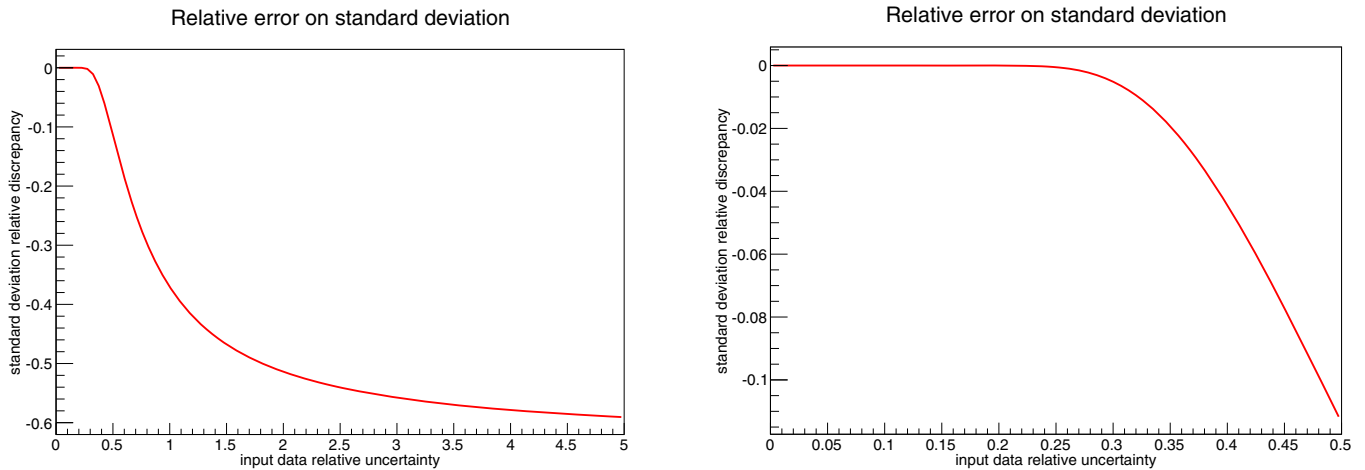 Relative error on standard deviation
standard deviation relative discrepancy
0
-0.1
-0.2
-0.3
-0.4
-0.5
-0.6
0 0.5 1 1.5 2 2.5 3 3.5 4 4.5 5
input data relative uncertainty
Relative error on standard deviation
standard deviation relative discrepancy
0
-0.02
-0.04
-0.06
-0.08
-0.1
0 0.05 0.1 0.15 0.2 0.25 0.3 0.35 0.4 0.45 0.5
input data relative uncertainty